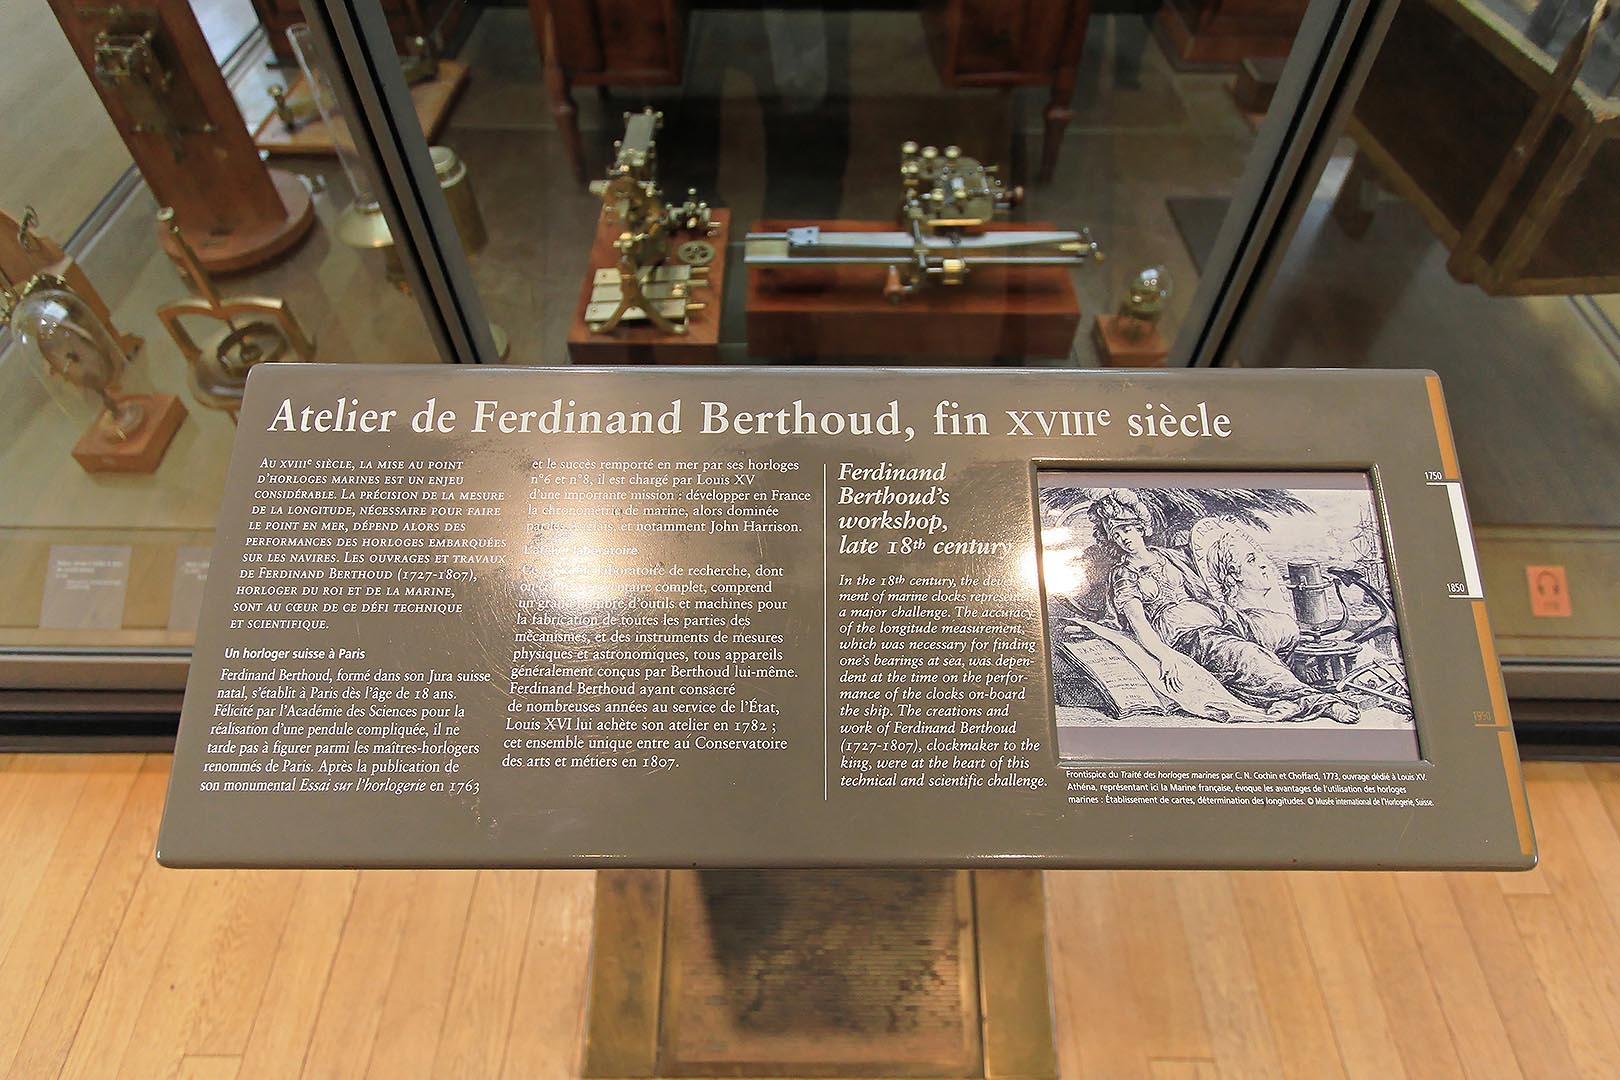 Atelier de Ferdinand Berthoud, fin XVIIIe siècle
AU XVIIIe SIÈCLE, LA MISE AU POINT
D'HORLOGES MARINES EST UN ENJEU
CONSIDÉRABLE. LA PRÉCISION DE LA MESURE
DE LA LONGITUDE, NÉCESSAIRE POUR FAIRE
LE POINT EN MER, DÉPEND ALORS DES
PERFORMANCES DES HORLOGES EMBARQUÉES
SUR LES NAVIRES. LES OUVRAGES ET TRAVAUX
DE FERDINAND BERTHOUD (1727-1807),
HORLOGER DU ROI ET DE LA MARINE,
SONT AU CŒUR DE CE DÉFI TECHNIQUE
ET SCIENTIFIQUE.
Un horloger suisse à Paris
Ferdinand Berthoud, formé dans son Jura suisse
natal, s'établit à Paris dès l'âge de 18 ans.
Félicité par l'Académie des Sciences pour la
réalisation d'une pendule compliquée, il ne
tarde pas à figurer parmi les maîtres-horlogers
renommés de Paris. Après la publication de
son monumental Essai sur l'horlogerie en 1763
et le succès remporté en mer par ses horloges
n°6 et n°8, il est chargé par Louis XV
d'une importante mission : développer en France
la chronométrie de marine, alors dominée
par les Anglais, et notamment John Harrison.
L'atelier laboratoire
Ce laboratoire de recherche, dont
complet, comprend
un grand nombre d'outils et machines pour
la fabrication de toutes les parties des
mécanismes, et des instruments de mesures
physiques et astronomiques, tous appareils
généralement conçus par Berthoud lui-même.
Ferdinand Berthoud ayant consacré
de nombreuses années au service de l'État,
Louis XVI lui achète son atelier en 1782 ;
cet ensemble unique entre au Conservatoire
des arts et métiers en 1807.
Ferdinand
Berthoud's
workshop,
late 18th century
In the 18th century, the
ment of marine clocks
a major challenge. The accuracy
of the longitude measurement,
which was necessary for finding
one's bearings at sea, was depen-
dent at the time on the perfor-
mance of the clocks on-board
the ship. The creations and
work of Ferdinand Berthoud
(1727-1807), clockmaker to the
king, were at the heart of this
technical and scientific challenge.
Frontispice du Traité des horloges marines par C. N. Cochin et Choffard, 1773, ouvrage dédié à Louis XV.
Athéna, représentant ici la Marine française, évoque les avantages de l'utilisation des horloges
marines : Établissement de cartes, détermination des longitudes. © Musée international de l'Horlogerie, Suisse.
1750
1850
1950